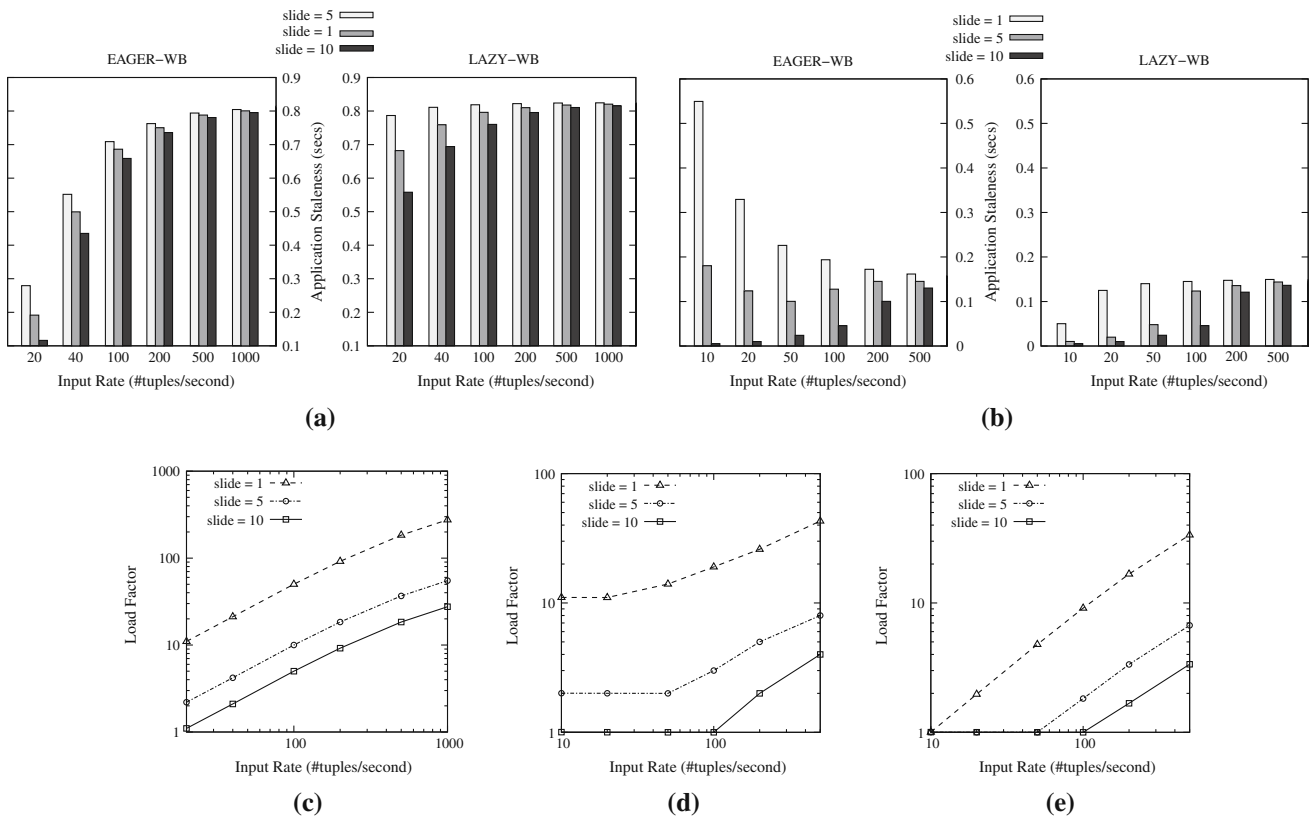 slide = 5
slide = 1
slide = 10
EAGER−WB
LAZY−WB
0.9
0.8
0.7
0.6
0.5
0.4
0.3
0.2
0.1
Application Staleness (secs)
0.9
0.8
0.7
0.6
0.5
0.4
0.3
0.2
0.1
20 40 100 200 500 1000
Input Rate (#tuples/second)
20 40 100 200 500 1000
Input Rate (#tuples/second)
(a)
slide = 1
slide = 5
slide = 10
EAGER−WB
LAZY−WB
0.6
0.5
0.4
0.3
0.2
0.1
0
Application Staleness (secs)
0.6
0.5
0.4
0.3
0.2
0.1
0
10 20 50 100 200 500
Input Rate (#tuples/second)
10 20 50 100 200 500
Input Rate (#tuples/second)
(b)
1000
100
10
1
Load Factor
slide = 1
slide = 5
slide = 10
100 1000
Input Rate (#tuples/second)
(c)
100
10
1
Load Factor
slide = 1
slide = 5
slide = 10
10 100
Input Rate (#tuples/second)
(d)
100
10
1
Load Factor
slide = 1
slide = 5
slide = 10
10 100
Input Rate (#tuples/second)
(e)